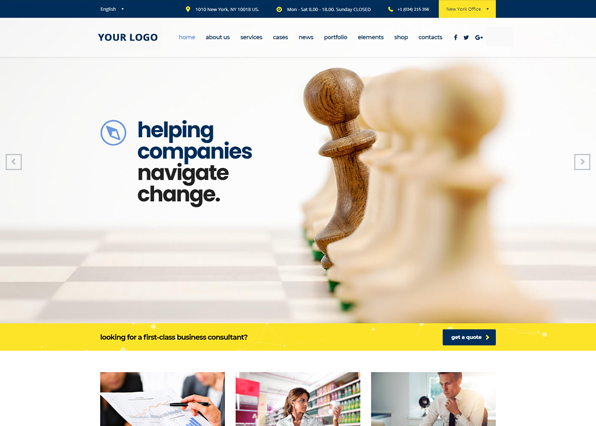 English
1010 New York, NY 10018 US.
Mon - Sat 8.00 - 18.00. Sunday CLOSED
+1 (034) 215 356
New York Office
YOUR LOGO
home about us services cases news portfolio elements shop contacts
helping
companies
navigate
change.
looking for a first-class business consultant?
get a quote